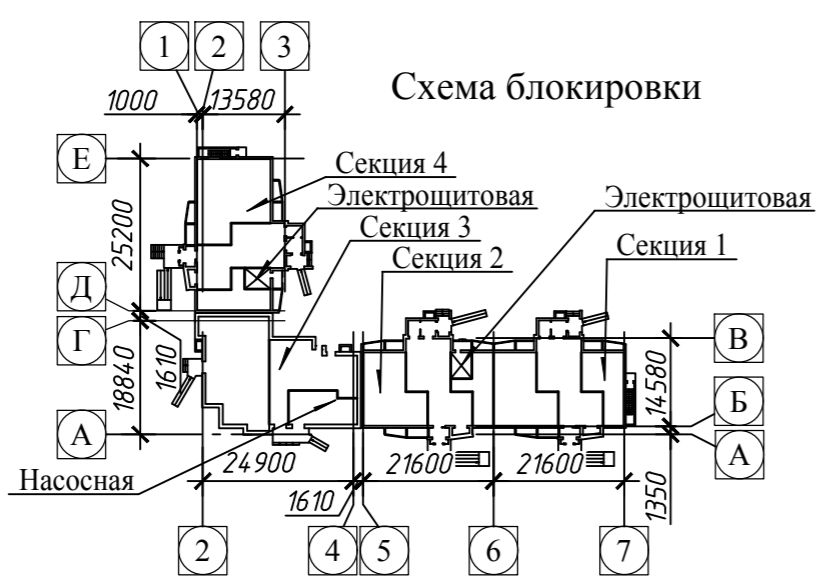 1 2 3
Схема блокировки
1000 13580
Е
Секция 4
Электрощитовая Электрощитовая
Секция 3
Секция 2 Секция 1
25200
Д
Г
В
1610
18840
14580
Б
А
А
24900 21600 21600
Насосная
1610
1350
2 4 5 6 7